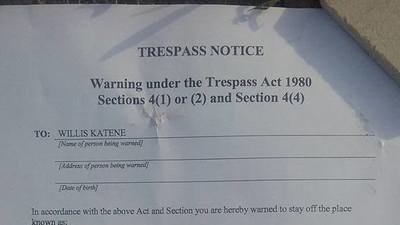 TRESPASS NOTICE
Warning under the Trespass Act 1980
Sections 4(1) or (2) and Section 4(4)
TO: WILLIS KATENE
[Name of person being warned]
[Address of person being warned]
[Date of birth]
In accordance with the above Act and Section you are hereby warned to stay off the place
known as: